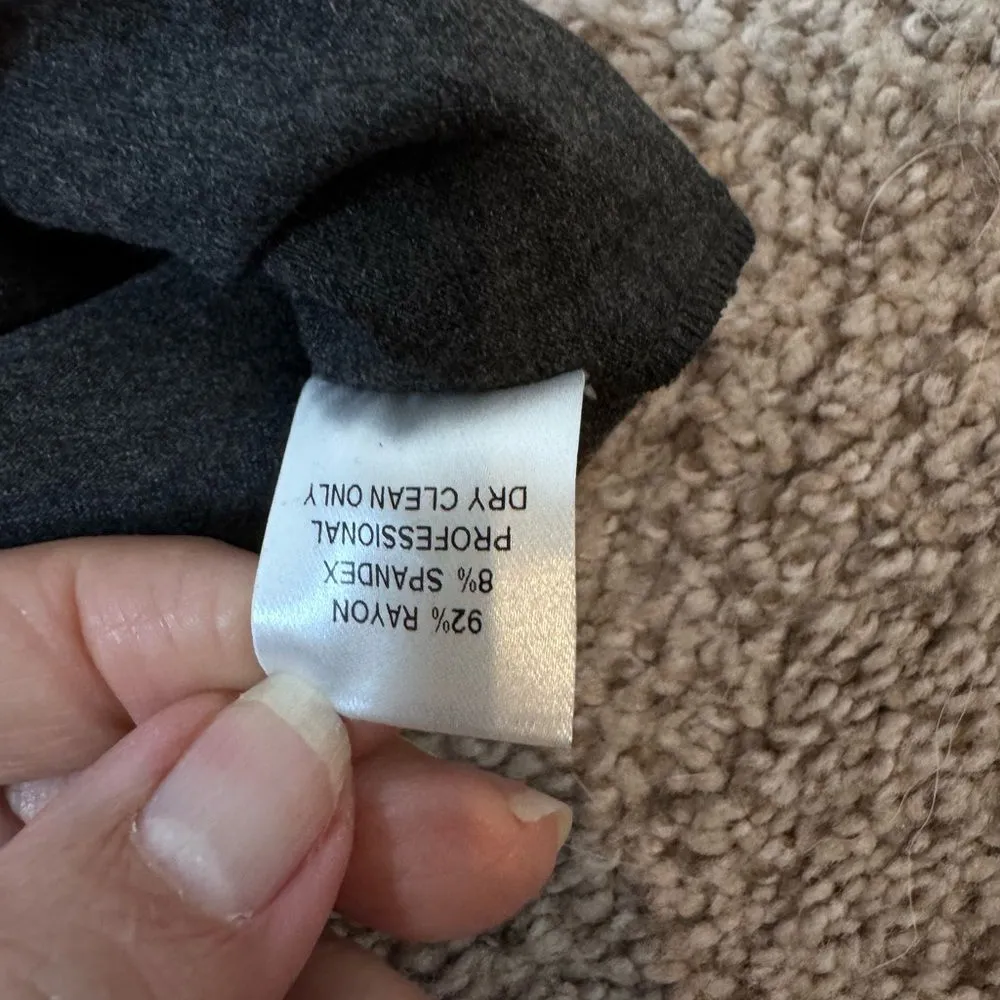 92% RAYON
8% SPANDEX
PROFESSIONAL
DRY CLEAN ONLY